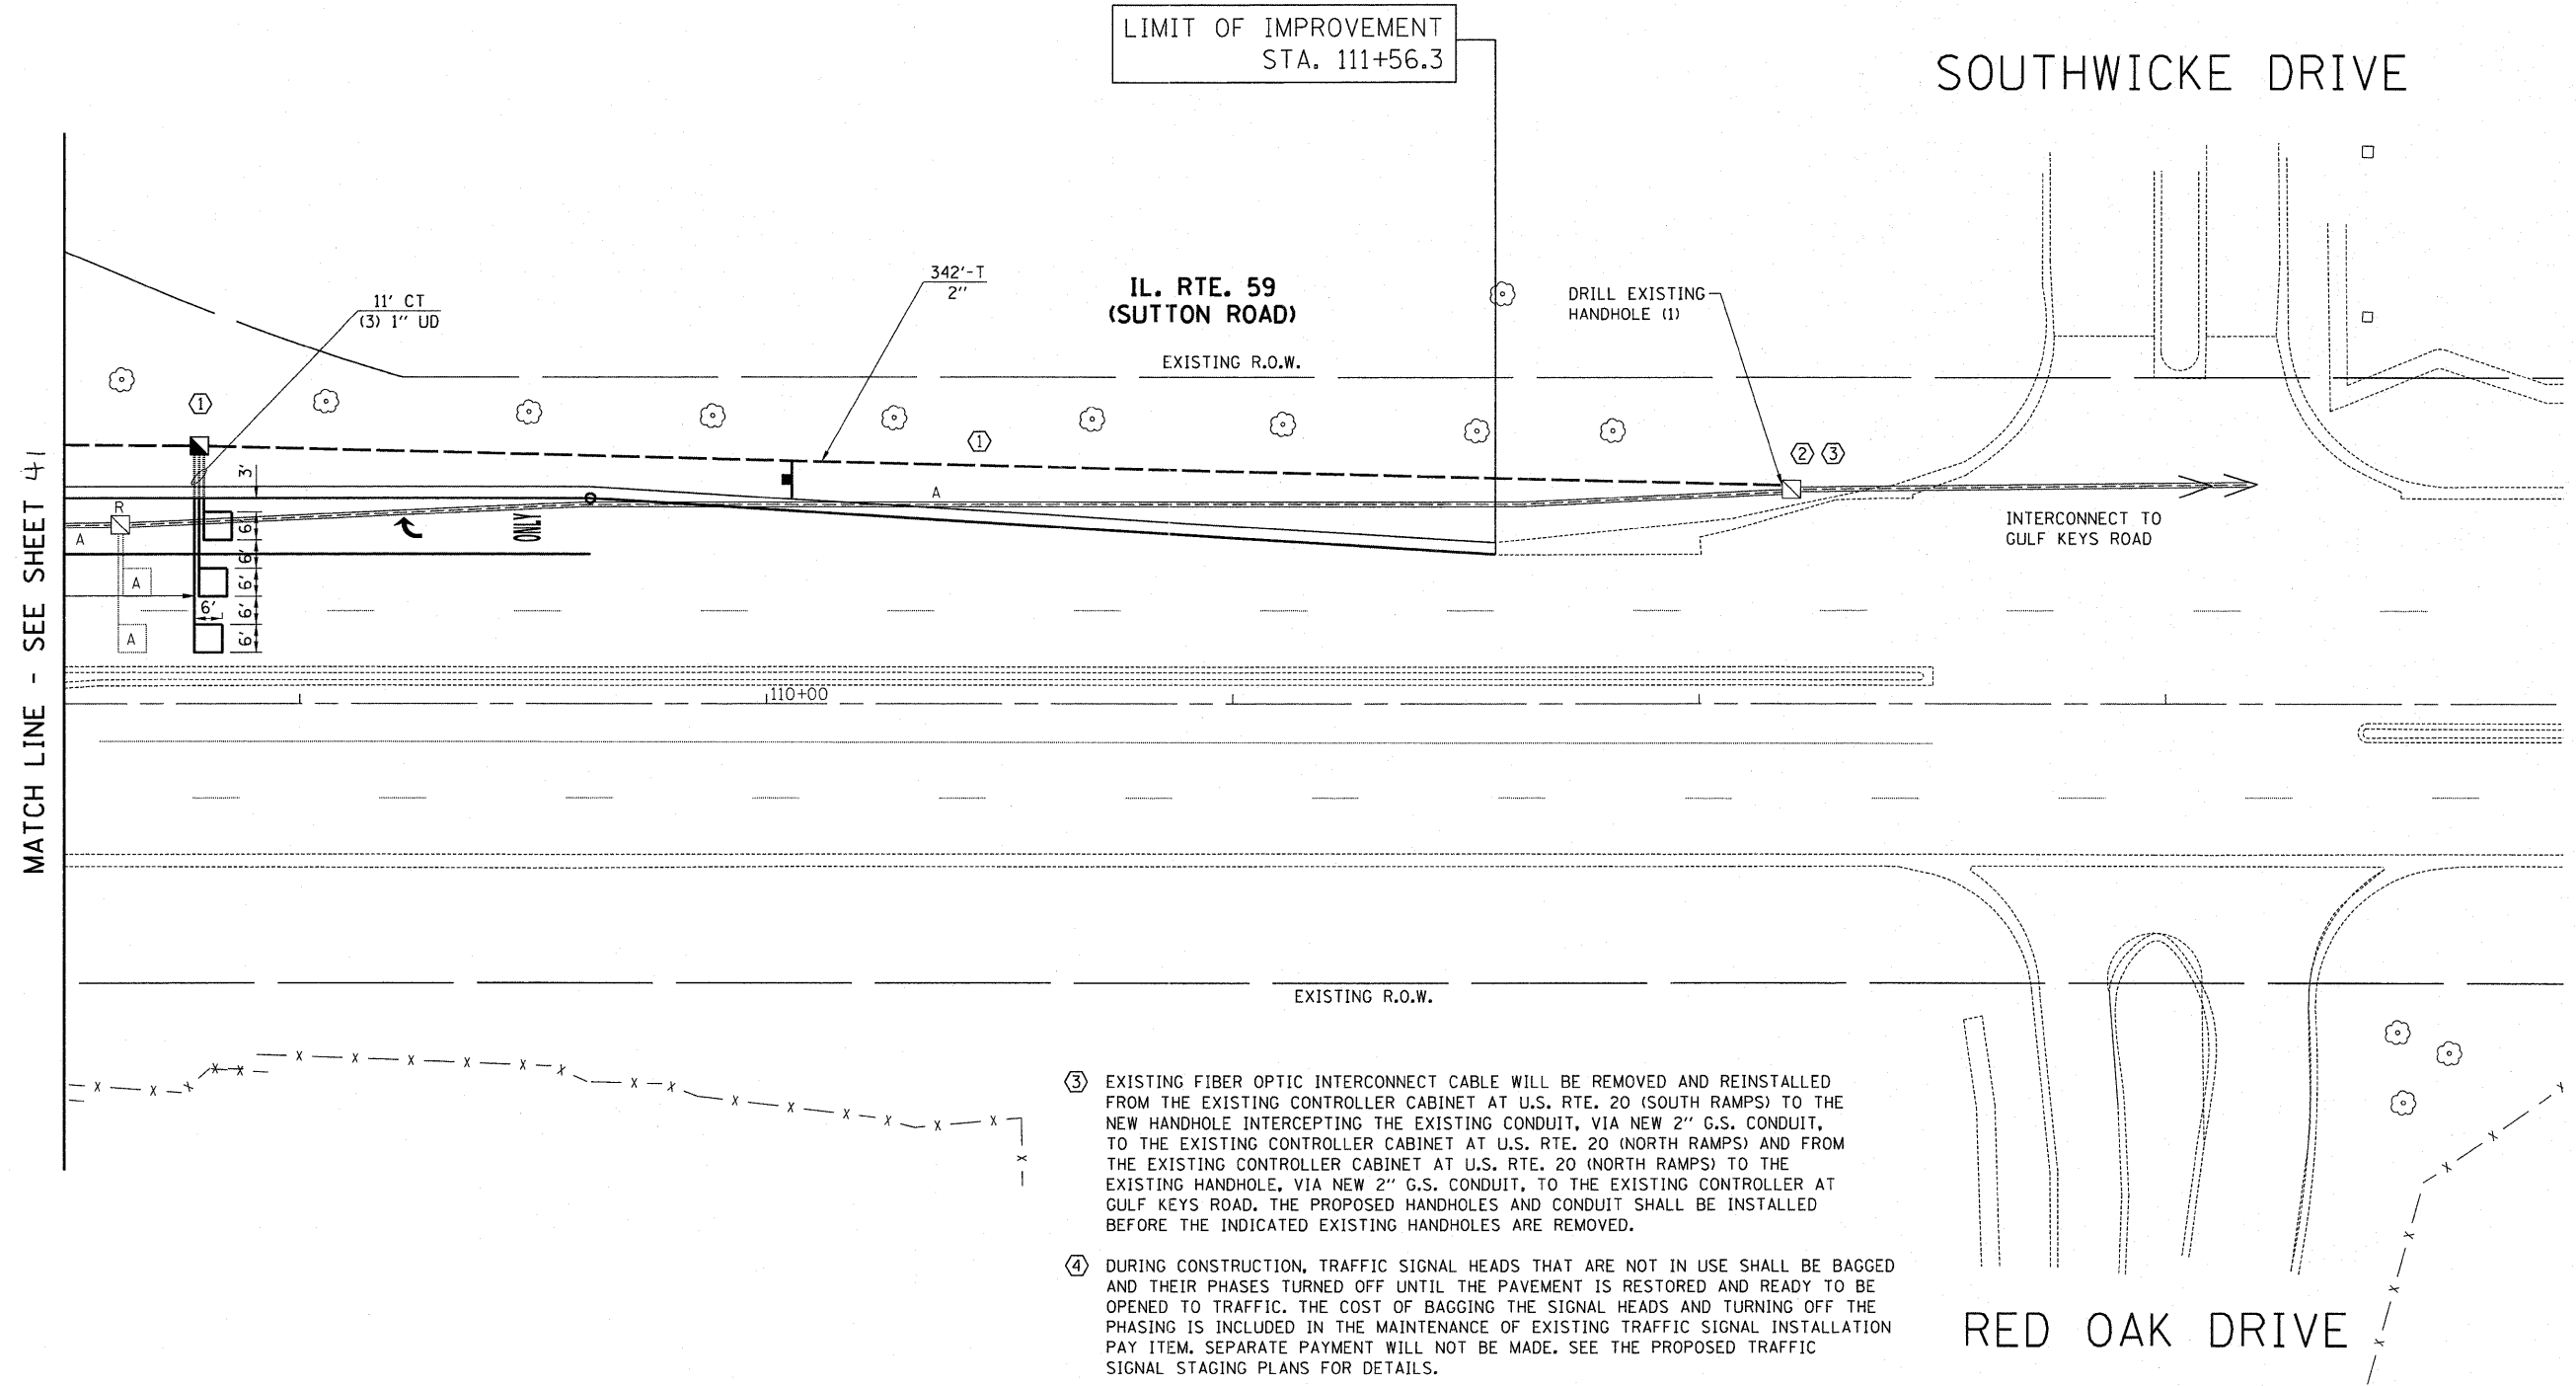 LIMIT OF IMPROVEMENT
STA. 111+56.3
SOUTHWICKE DRIVE
342'-T
2"
IL. RTE. 59
(SUTTON ROAD)
DRILL EXISTING
HANDHOLE (1)
11' CT
(3) 1" UD
EXISTING R.O.W.
1
1
2 3
3'
A
R
A
ONLY
6'
6'
A
6'
6'
6'
A
6'
INTERCONNECT TO
GULF KEYS ROAD
MATCH LINE - SEE SHEET 41
110+00
EXISTING R.O.W.
3 EXISTING FIBER OPTIC INTERCONNECT CABLE WILL BE REMOVED AND REINSTALLED
FROM THE EXISTING CONTROLLER CABINET AT U.S. RTE. 20 (SOUTH RAMPS) TO THE
NEW HANDHOLE INTERCEPTING THE EXISTING CONDUIT, VIA NEW 2" G.S. CONDUIT,
TO THE EXISTING CONTROLLER CABINET AT U.S. RTE. 20 (NORTH RAMPS) AND FROM
THE EXISTING CONTROLLER CABINET AT U.S. RTE. 20 (NORTH RAMPS) TO THE
EXISTING HANDHOLE, VIA NEW 2" G.S. CONDUIT, TO THE EXISTING CONTROLLER AT
GULF KEYS ROAD. THE PROPOSED HANDHOLES AND CONDUIT SHALL BE INSTALLED
BEFORE THE INDICATED EXISTING HANDHOLES ARE REMOVED.
4 DURING CONSTRUCTION, TRAFFIC SIGNAL HEADS THAT ARE NOT IN USE SHALL BE BAGGED
AND THEIR PHASES TURNED OFF UNTIL THE PAVEMENT IS RESTORED AND READY TO BE
OPENED TO TRAFFIC. THE COST OF BAGGING THE SIGNAL HEADS AND TURNING OFF THE
PHASING IS INCLUDED IN THE MAINTENANCE OF EXISTING TRAFFIC SIGNAL INSTALLATION
PAY ITEM. SEPARATE PAYMENT WILL NOT BE MADE. SEE THE PROPOSED TRAFFIC
SIGNAL STAGING PLANS FOR DETAILS.
RED OAK DRIVE